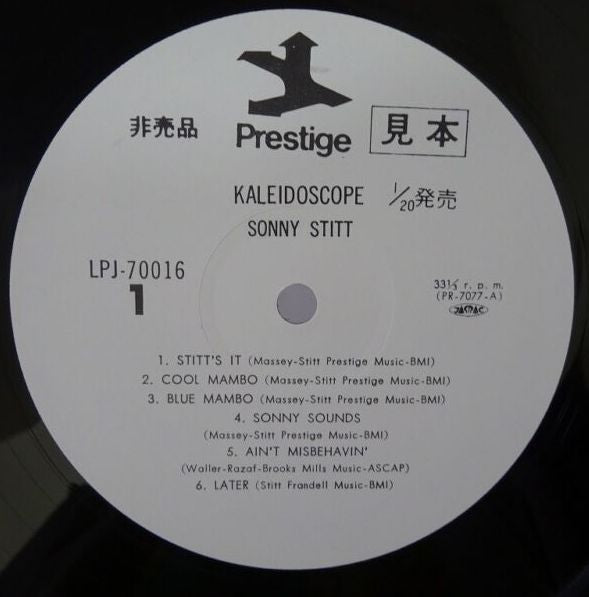 非売品
Prestige
見本
KALEIDOSCOPE 1/20発売
SONNY STITT
LPJ-70016
1
33 1/3 r. p. m.
(PR-7077-A)
JASRAC
1. STITT'S IT (Massey-Stitt Prestige Music-BMI)
2. COOL MAMBO (Massey-Stitt Prestige Music-BMI)
3. BLUE MAMBO (Massey-Stitt Prestige Music-BMI)
4. SONNY SOUNDS
(Massey-Stitt Prestige Music-BMI)
5. AIN'T MISBEHAVIN'
(Waller-Razaf-Brooks Mills Music-ASCAP)
6. LATER (Stitt Frandell Music-BMI)